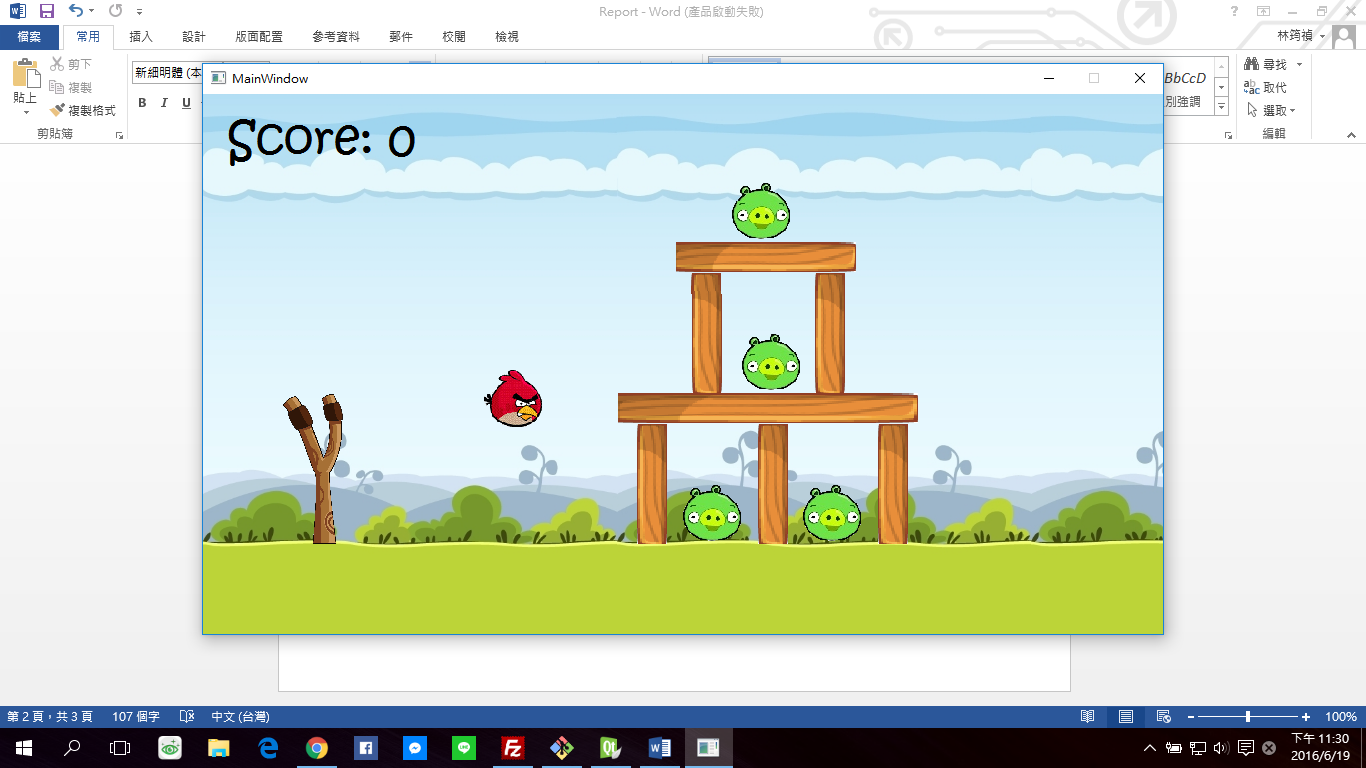 Report - Word (產品啟動失敗)
檔案 常用 插入 設計 版面配置 參考資料 郵件 校閱 檢視 林筠禎
貼上
剪下
複製
複製格式
剪貼簿
新細明體 (本
B I U
BbCcD
別強調
尋找
取代
選取
編輯
MainWindow
Score: 0
第 2 頁，共 3 頁 107 個字 中文 (台灣) 100%
下午 11:30
2016/6/19